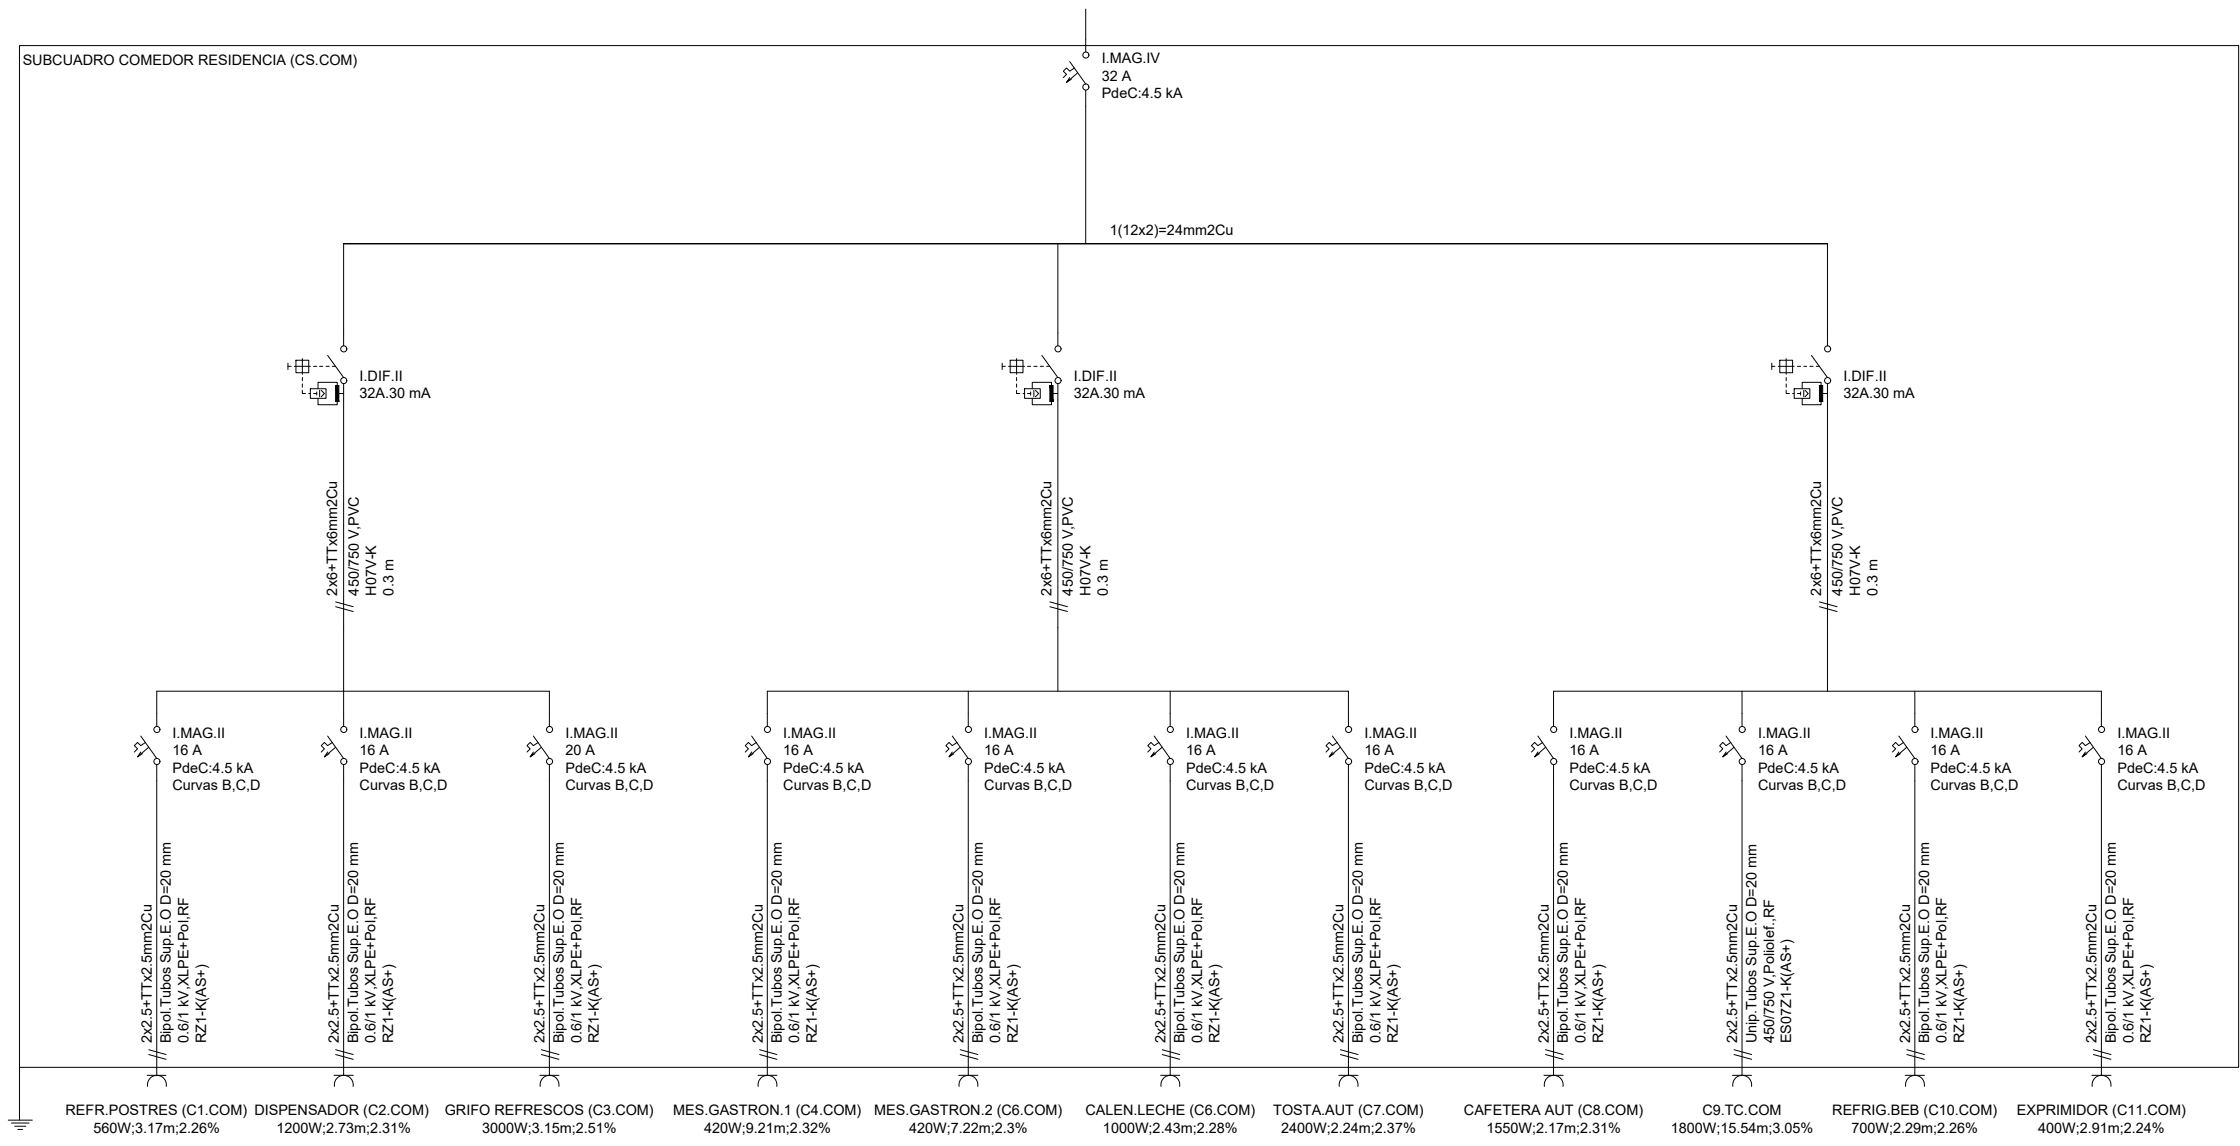 SUBCUADRO COMEDOR RESIDENCIA (CS.COM)
I.MAG.IV
32 A
PdeC:4.5 kA
1(12x2)=24mm2Cu
I.DIF.II
32A.30 mA
I.DIF.II
32A.30 mA
I.DIF.II
32A.30 mA
2x6+TTx6mm2Cu
450/750 V,PVC
H07V-K
0.3 m
2x6+TTx6mm2Cu
450/750 V,PVC
H07V-K
0.3 m
2x6+TTx6mm2Cu
450/750 V,PVC
H07V-K
0.3 m
I.MAG.II
16 A
PdeC:4.5 kA
Curvas B,C,D
I.MAG.II
16 A
PdeC:4.5 kA
Curvas B,C,D
I.MAG.II
20 A
PdeC:4.5 kA
Curvas B,C,D
I.MAG.II
16 A
PdeC:4.5 kA
Curvas B,C,D
I.MAG.II
16 A
PdeC:4.5 kA
Curvas B,C,D
I.MAG.II
16 A
PdeC:4.5 kA
Curvas B,C,D
I.MAG.II
16 A
PdeC:4.5 kA
Curvas B,C,D
I.MAG.II
16 A
PdeC:4.5 kA
Curvas B,C,D
I.MAG.II
16 A
PdeC:4.5 kA
Curvas B,C,D
I.MAG.II
16 A
PdeC:4.5 kA
Curvas B,C,D
I.MAG.II
16 A
PdeC:4.5 kA
Curvas B,C,D
2x2.5+TTx2.5mm2Cu
Bipol.Tubos Sup.E.O D=20 mm
0.6/1 kV,XLPE+Pol,RF
RZ1-K(AS+)
2x2.5+TTx2.5mm2Cu
Bipol.Tubos Sup.E.O D=20 mm
0.6/1 kV,XLPE+Pol,RF
RZ1-K(AS+)
2x2.5+TTx2.5mm2Cu
Bipol.Tubos Sup.E.O D=20 mm
0.6/1 kV,XLPE+Pol,RF
RZ1-K(AS+)
2x2.5+TTx2.5mm2Cu
Bipol.Tubos Sup.E.O D=20 mm
0.6/1 kV,XLPE+Pol,RF
RZ1-K(AS+)
2x2.5+TTx2.5mm2Cu
Bipol.Tubos Sup.E.O D=20 mm
0.6/1 kV,XLPE+Pol,RF
RZ1-K(AS+)
2x2.5+TTx2.5mm2Cu
Bipol.Tubos Sup.E.O D=20 mm
0.6/1 kV,XLPE+Pol,RF
RZ1-K(AS+)
2x2.5+TTx2.5mm2Cu
Bipol.Tubos Sup.E.O D=20 mm
0.6/1 kV,XLPE+Pol,RF
RZ1-K(AS+)
2x2.5+TTx2.5mm2Cu
Bipol.Tubos Sup.E.O D=20 mm
0.6/1 kV,XLPE+Pol,RF
RZ1-K(AS+)
2x2.5+TTx2.5mm2Cu
Unip.Tubos Sup.E.O D=20 mm
450/750 V,Poliolef,RF
ES07Z1-K(AS+)
2x2.5+TTx2.5mm2Cu
Bipol.Tubos Sup.E.O D=20 mm
0.6/1 kV,XLPE+Pol,RF
RZ1-K(AS+)
2x2.5+TTx2.5mm2Cu
Bipol.Tubos Sup.E.O D=20 mm
0.6/1 kV,XLPE+Pol,RF
RZ1-K(AS+)
REFR.POSTRES (C1.COM)
560W;3.17m;2.26%
DISPENSADOR (C2.COM)
1200W;2.73m;2.31%
GRIFO REFRESCOS (C3.COM)
3000W;3.15m;2.51%
MES.GASTRON.1 (C4.COM)
420W;9.21m;2.32%
MES.GASTRON.2 (C6.COM)
420W;7.22m;2.3%
CALEN.LECHE (C6.COM)
1000W;2.43m;2.28%
TOSTA.AUT (C7.COM)
2400W;2.24m;2.37%
CAFETERA AUT (C8.COM)
1550W;2.17m;2.31%
C9.TC.COM
1800W;15.54m;3.05%
REFRIG.BEB (C10.COM)
700W;2.29m;2.26%
EXPRIMIDOR (C11.COM)
400W;2.91m;2.24%